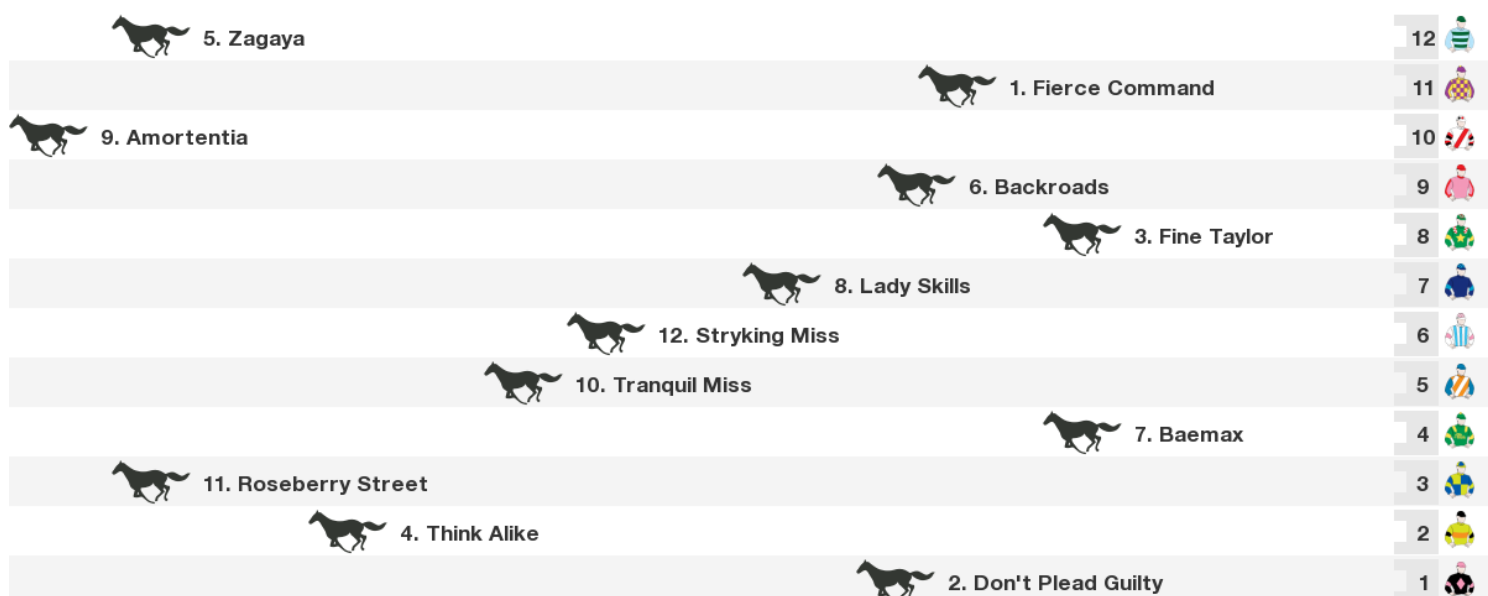 5. Zagaya 12
1. Fierce Command 11
9. Amortentia 10
6. Backroads 9
3. Fine Taylor 8
8. Lady Skills 7
12. Stryking Miss 6
10. Tranquil Miss 5
7. Baemax 4
11. Roseberry Street 3
4. Think Alike 2
2. Don't Plead Guilty 1